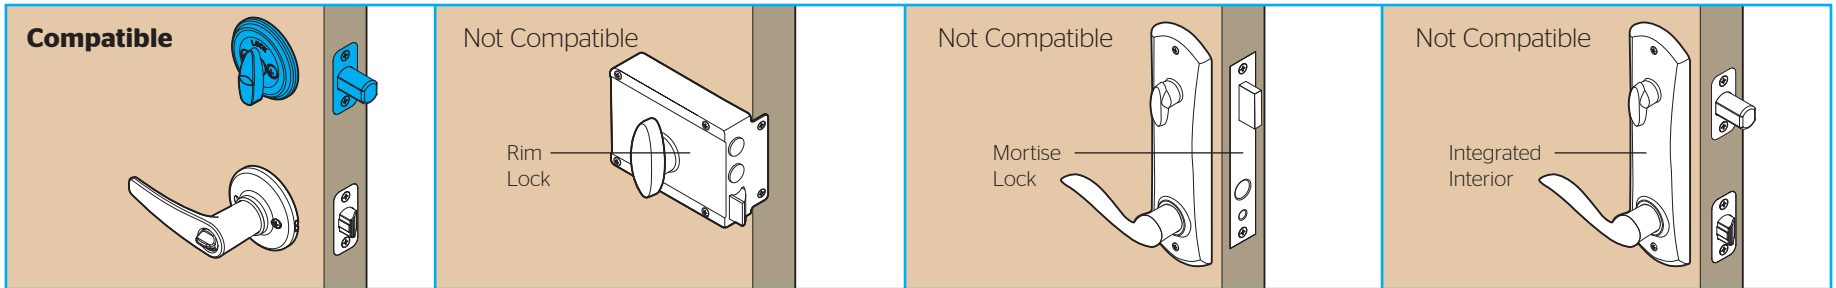 Compatible
Not Compatible
Rim
Lock
Not Compatible
Mortise
Lock
Not Compatible
Integrated
Interior